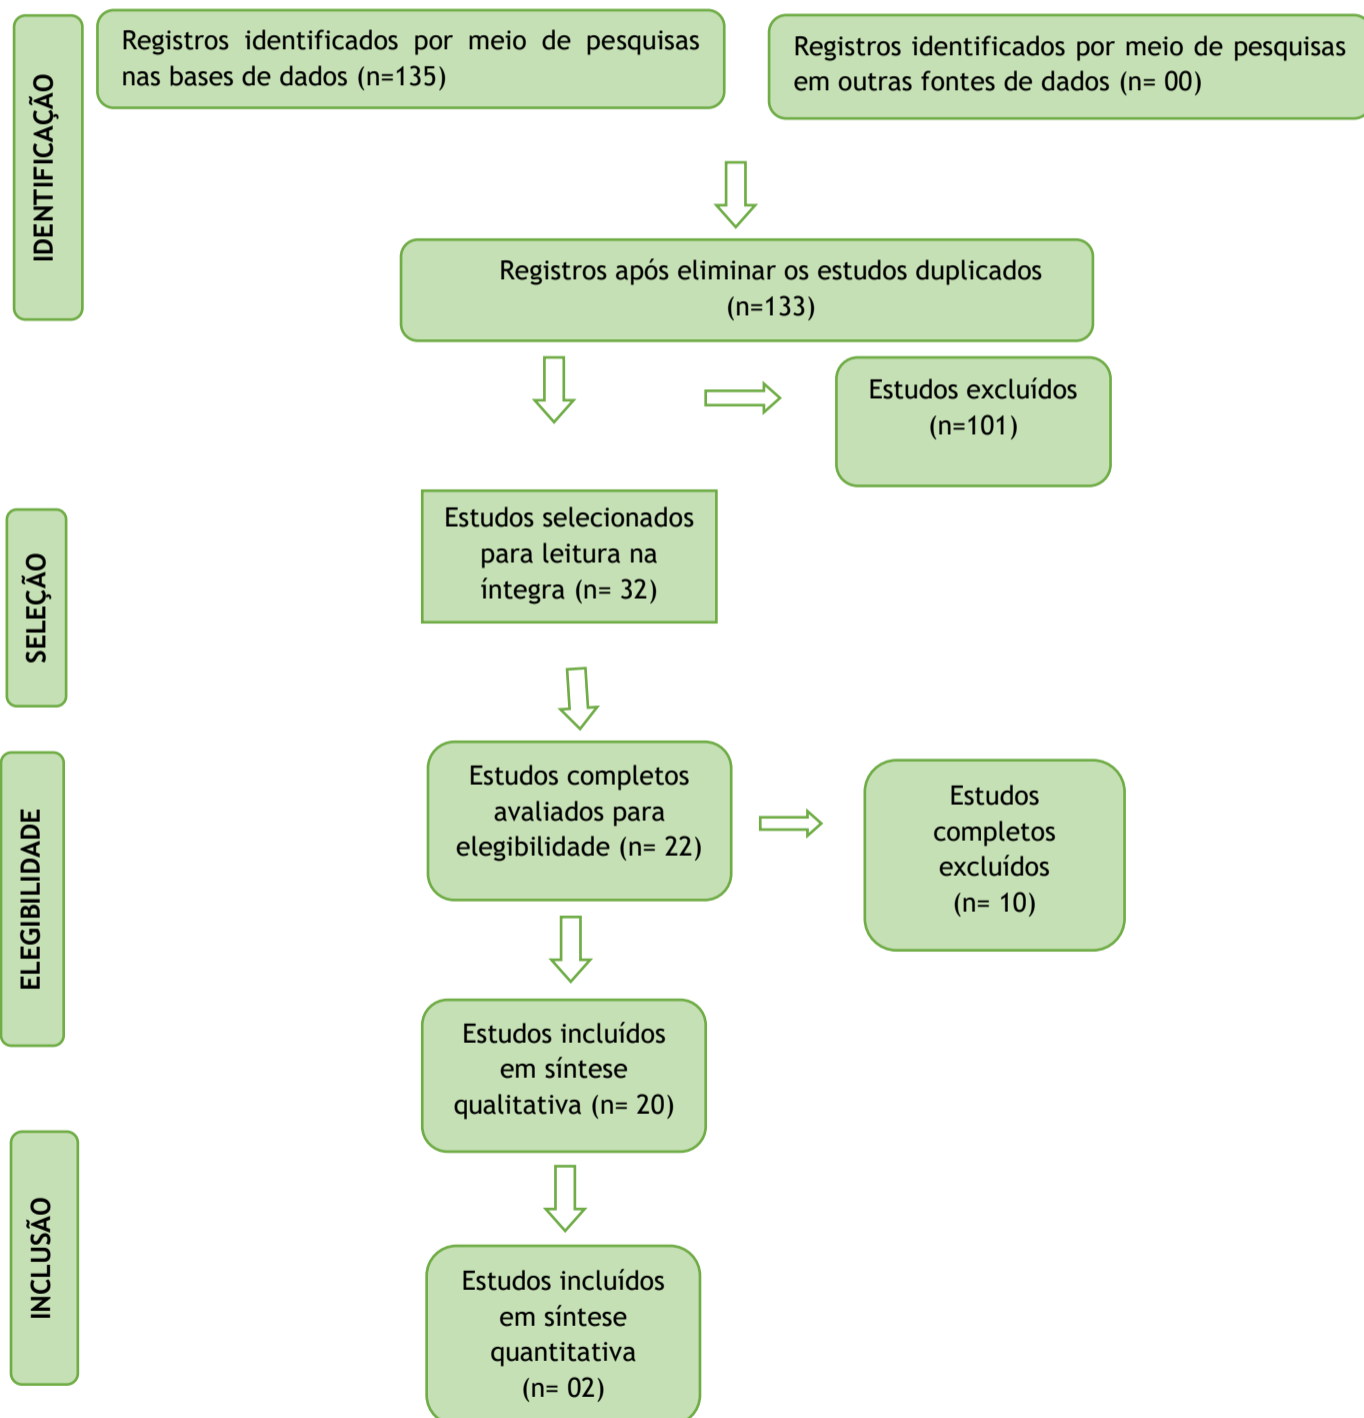 IDENTIFICAÇÃO
Registros identificados por meio de pesquisas
nas bases de dados (n=135)
Registros identificados por meio de pesquisas
em outras fontes de dados (n= 00)
Registros após eliminar os estudos duplicados
(n=133)
Estudos excluídos
(n=101)
SELEÇÃO
Estudos selecionados
para leitura na
íntegra (n= 32)
ELEGIBILIDADE
Estudos completos
avaliados para
elegibilidade (n= 22)
Estudos
completos
excluídos
(n= 10)
Estudos incluídos
em síntese
qualitativa (n= 20)
INCLUSÃO
Estudos incluídos
em síntese
quantitativa
(n= 02)